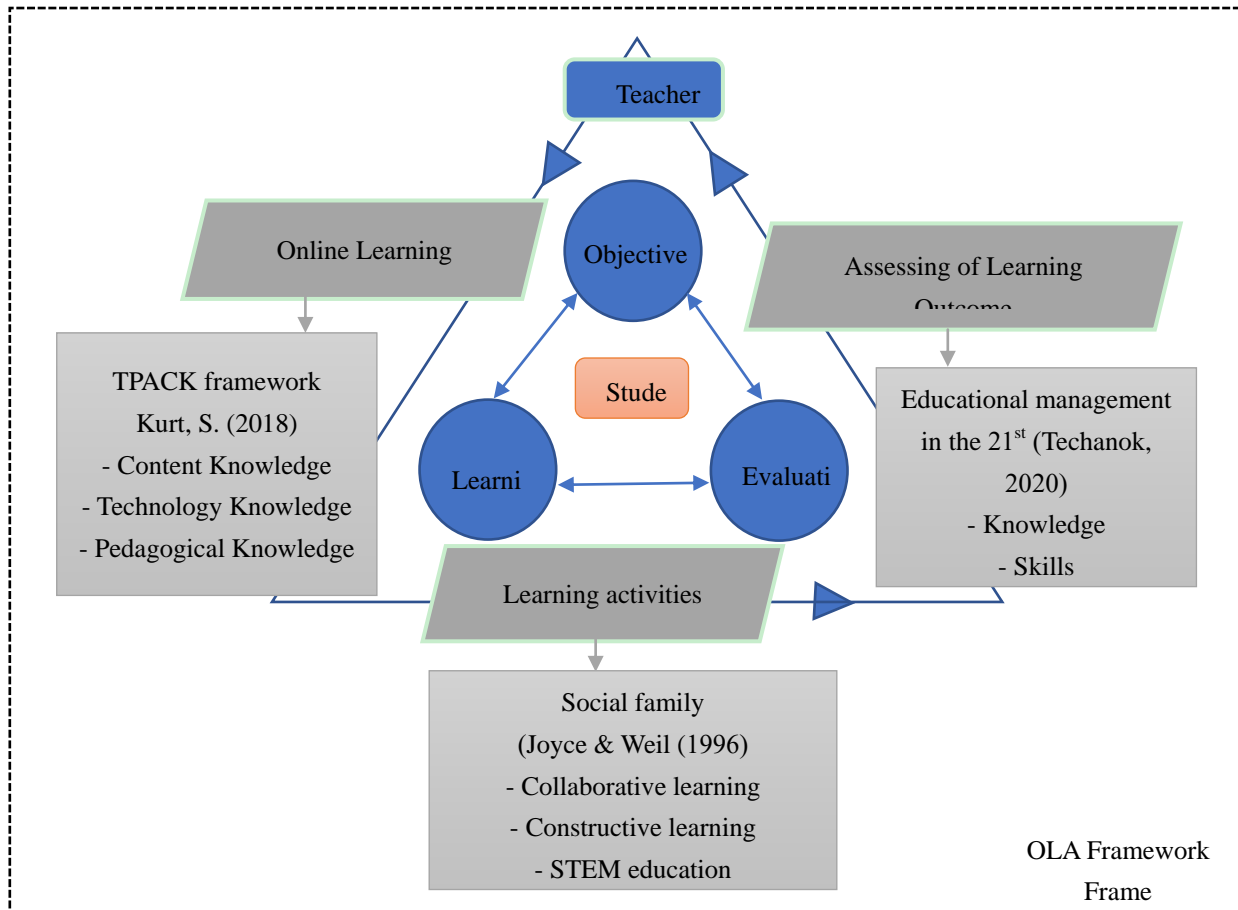 Teacher
Online Learning
Objective
Assessing of Learning
Outcome
TPACK framework
Kurt, S. (2018)
- Content Knowledge
- Technology Knowledge
- Pedagogical Knowledge
Stude
Learni
Evaluati
Educational management
in the 21st (Techanok,
2020)
- Knowledge
- Skills
Learning activities
Social family
(Joyce & Weil (1996)
- Collaborative learning
- Constructive learning
- STEM education
OLA Framework
Frame